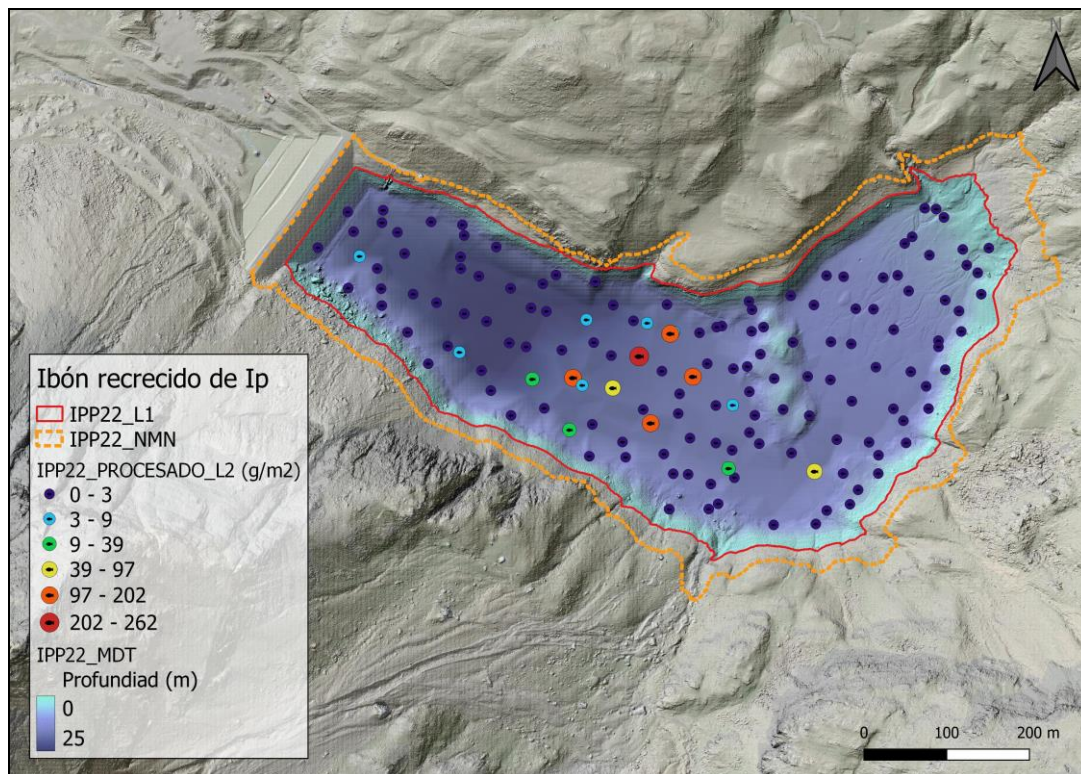 N
Ibón recrecido de Ip
IPP22_L1
IPP22_NMN
IPP22_PROCESADO_L2 (g/m2)
0 - 3
3 - 9
9 - 39
39 - 97
97 - 202
202 - 262
IPP22_MDT
Profundiad (m)
0
25
0 100 200 m